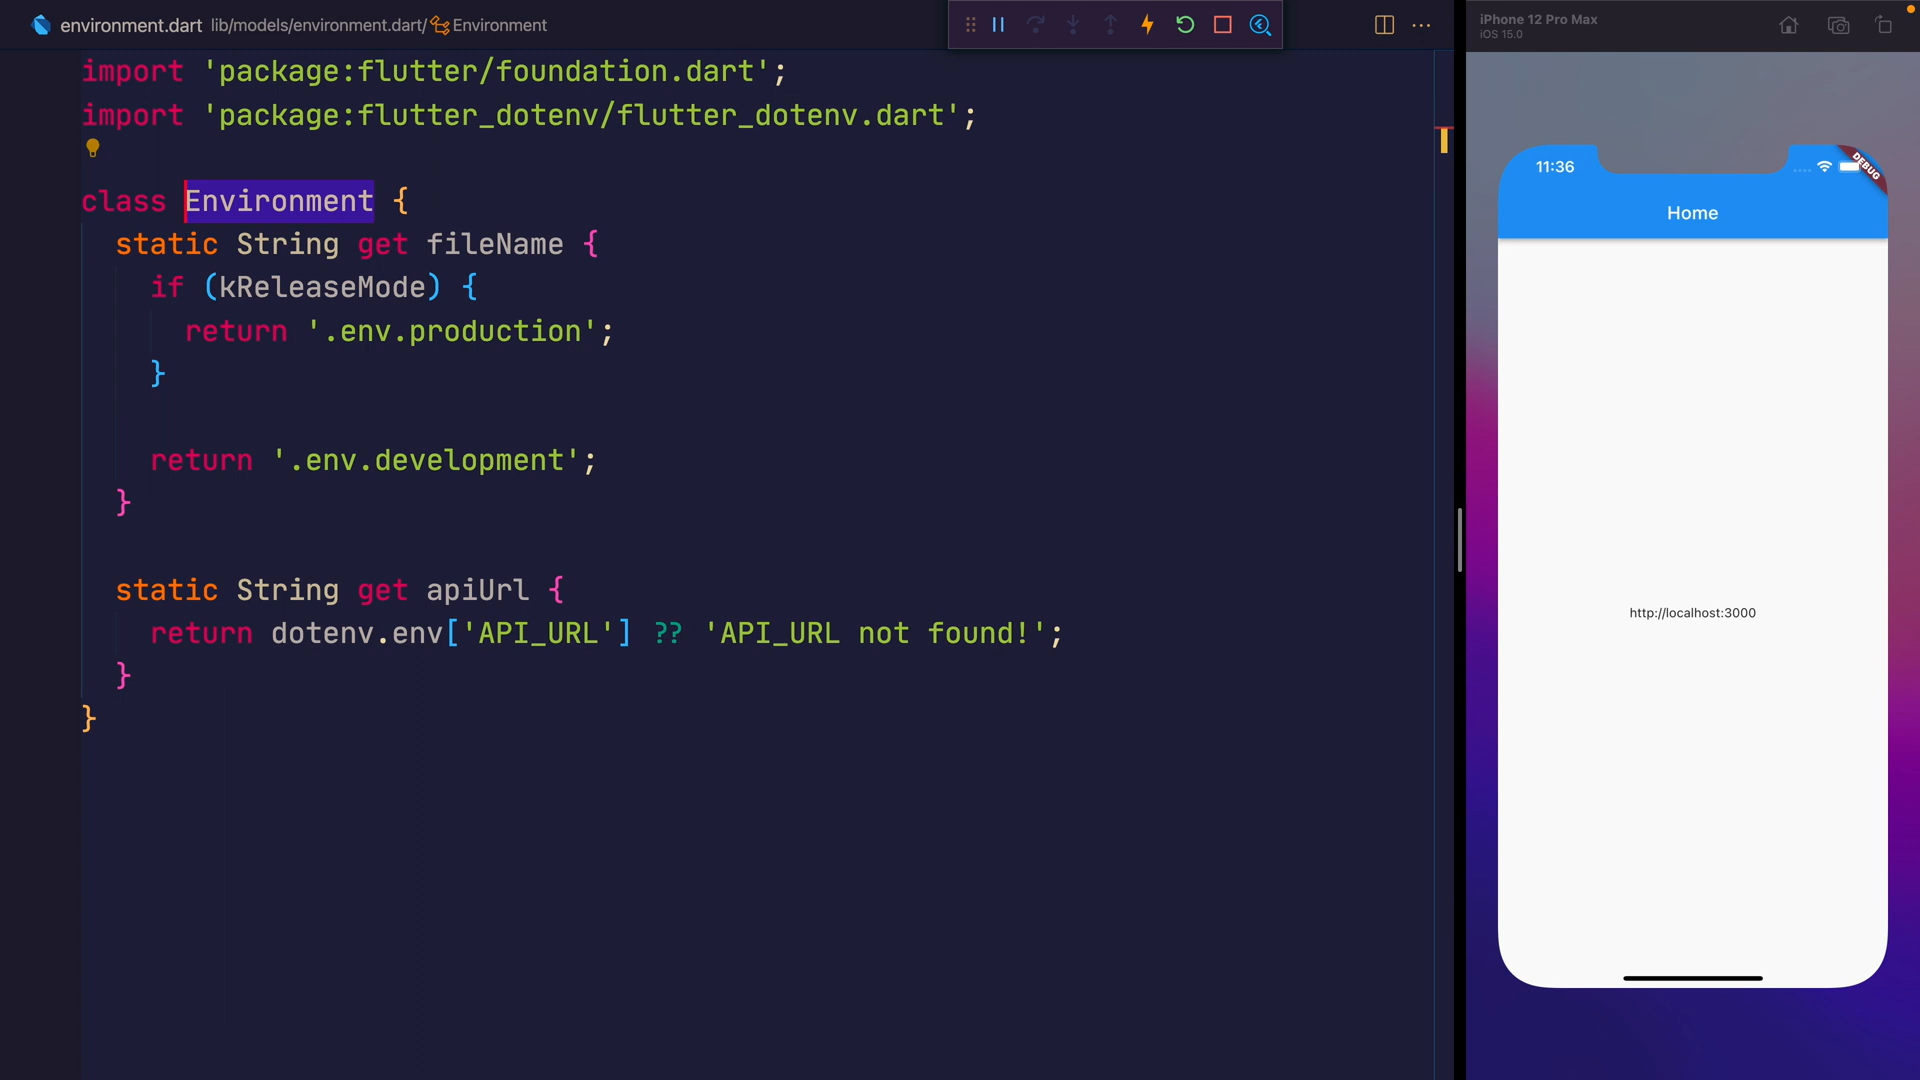 environment.dart lib/models/environment.dart/ Environment
import 'package:flutter/foundation.dart';
import 'package:flutter_dotenv/flutter_dotenv.dart';
class Environment {
static String get fileName {
if (kReleaseMode) {
return '.env.production';
}
return '.env.development';
}
static String get apiUrl {
return dotenv.env['API_URL'] ?? 'API_URL not found!';
}
}
iPhone 12 Pro Max
iOS 15.0
11:36
DEBUG
Home
http://localhost:3000